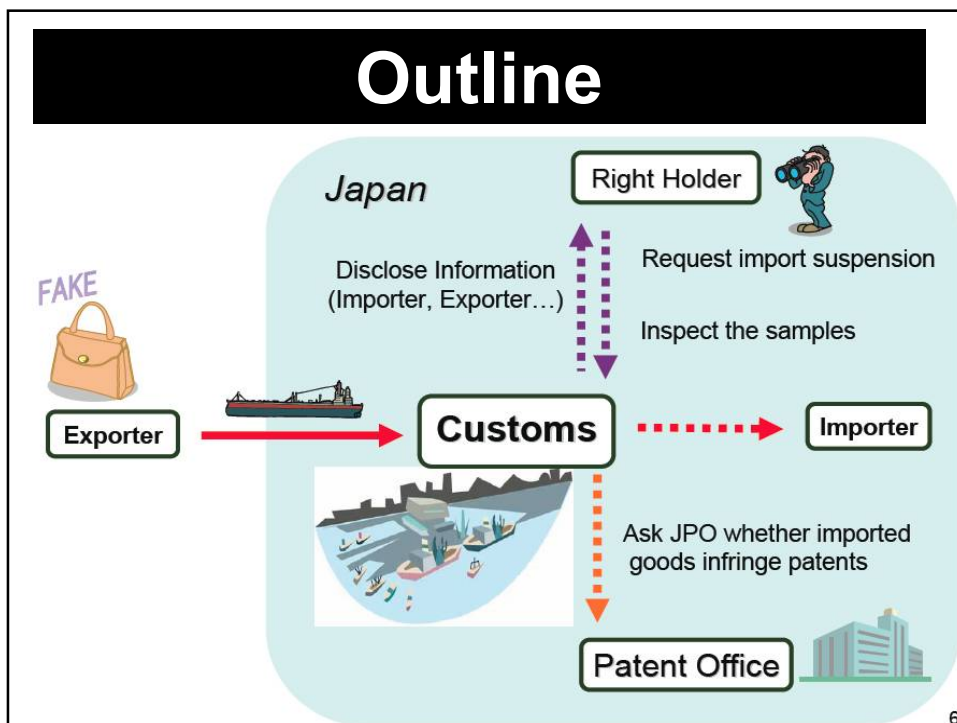 Outline
Japan
Right Holder
Disclose Information
(Importer, Exporter…)
Request import suspension
Inspect the samples
FAKE
Exporter
Customs
Importer
Ask JPO whether imported
goods infringe patents
Patent Office
6